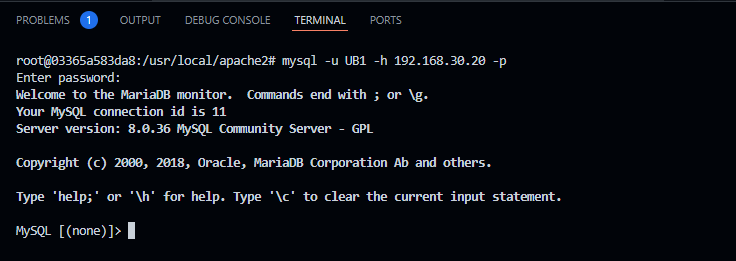 PROBLEMS 1 OUTPUT DEBUG CONSOLE TERMINAL PORTS
root@03365a583da8:/usr/local/apache2# mysql -u UB1 -h 192.168.30.20 -p
Enter password:
Welcome to the MariaDB monitor.  Commands end with ; or \g.
Your MySQL connection id is 11
Server version: 8.0.36 MySQL Community Server - GPL
Copyright (c) 2000, 2018, Oracle, MariaDB Corporation Ab and others.
Type 'help;' or '\h' for help. Type '\c' to clear the current input statement.
MySQL [(none)]>